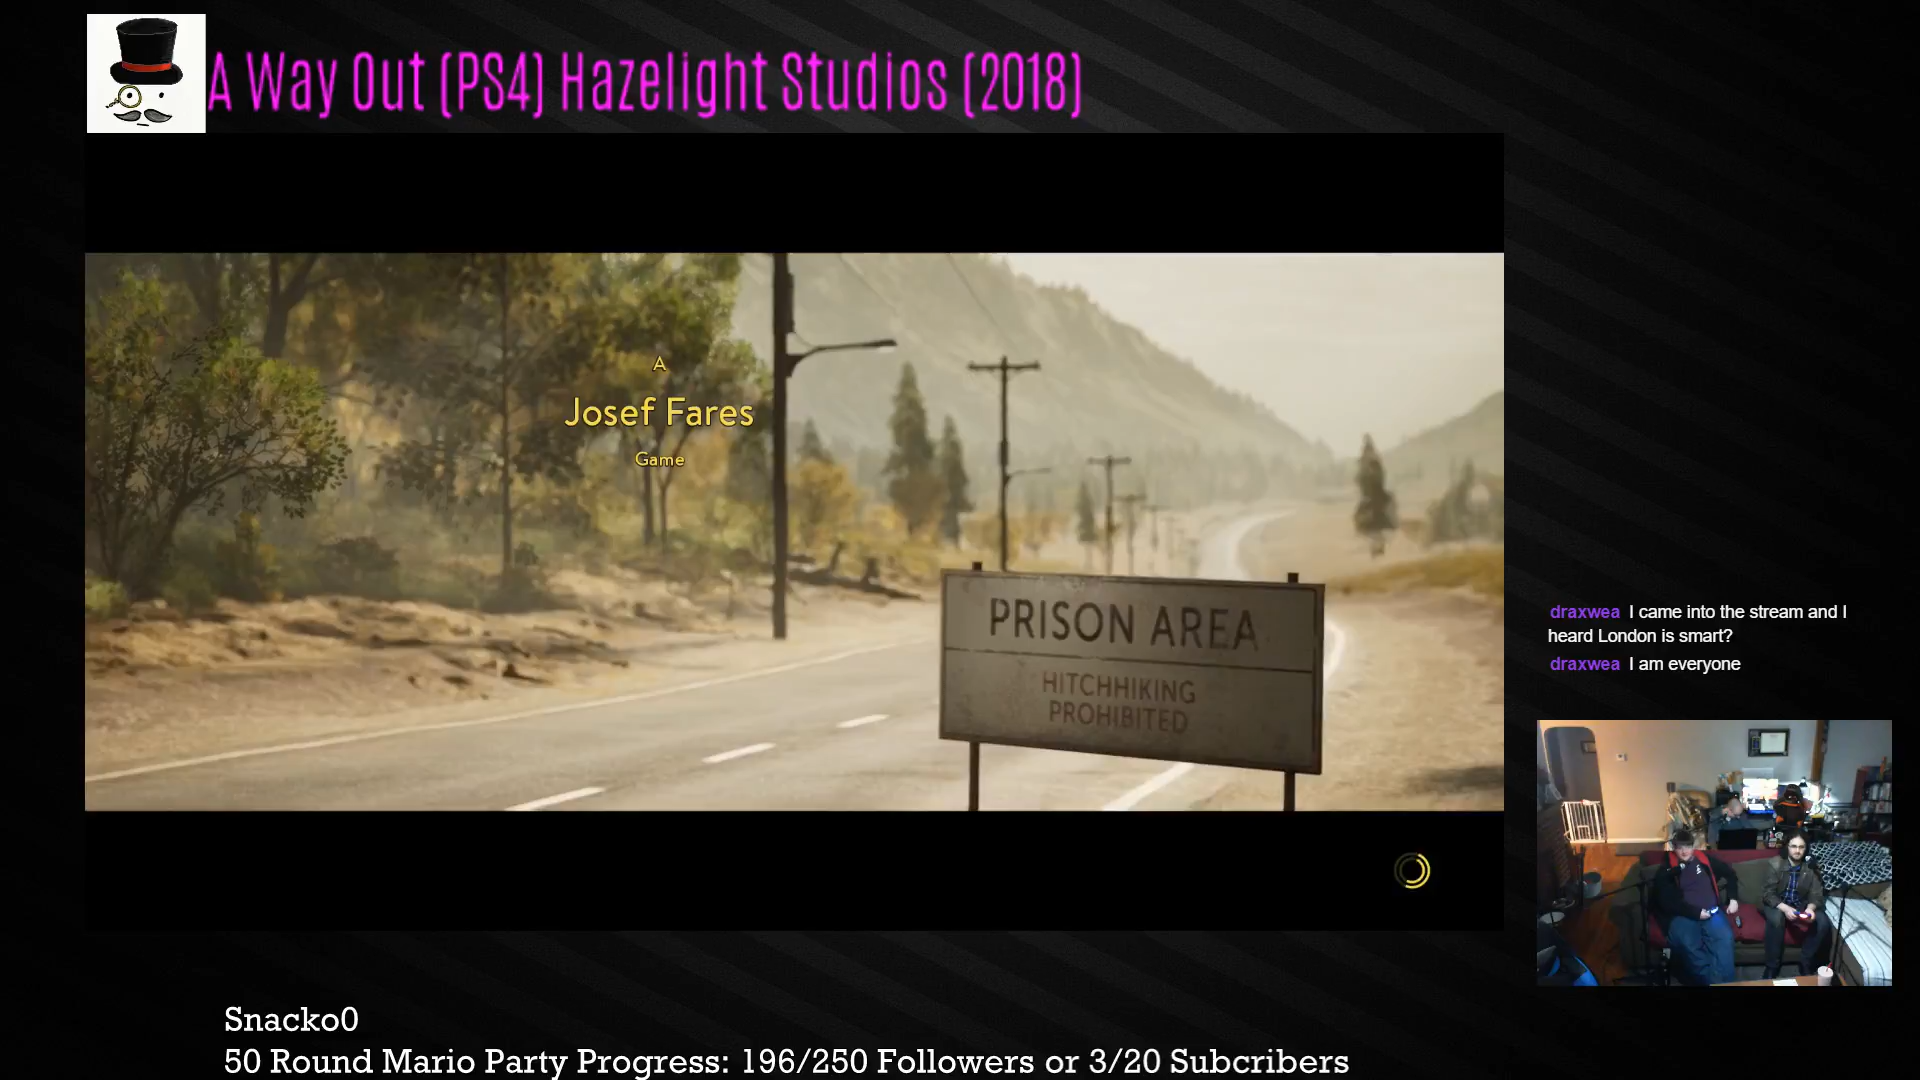 A Way Out (PS4) Hazelight Studios (2018)
A
Josef Fares
Game
PRISON AREA
HITCHHIKING
PROHIBITED
draxwea I came into the stream and I
heard London is smart?
draxwea I am everyone
Snacko0
50 Round Mario Party Progress: 196/250 Followers or 3/20 Subcribers